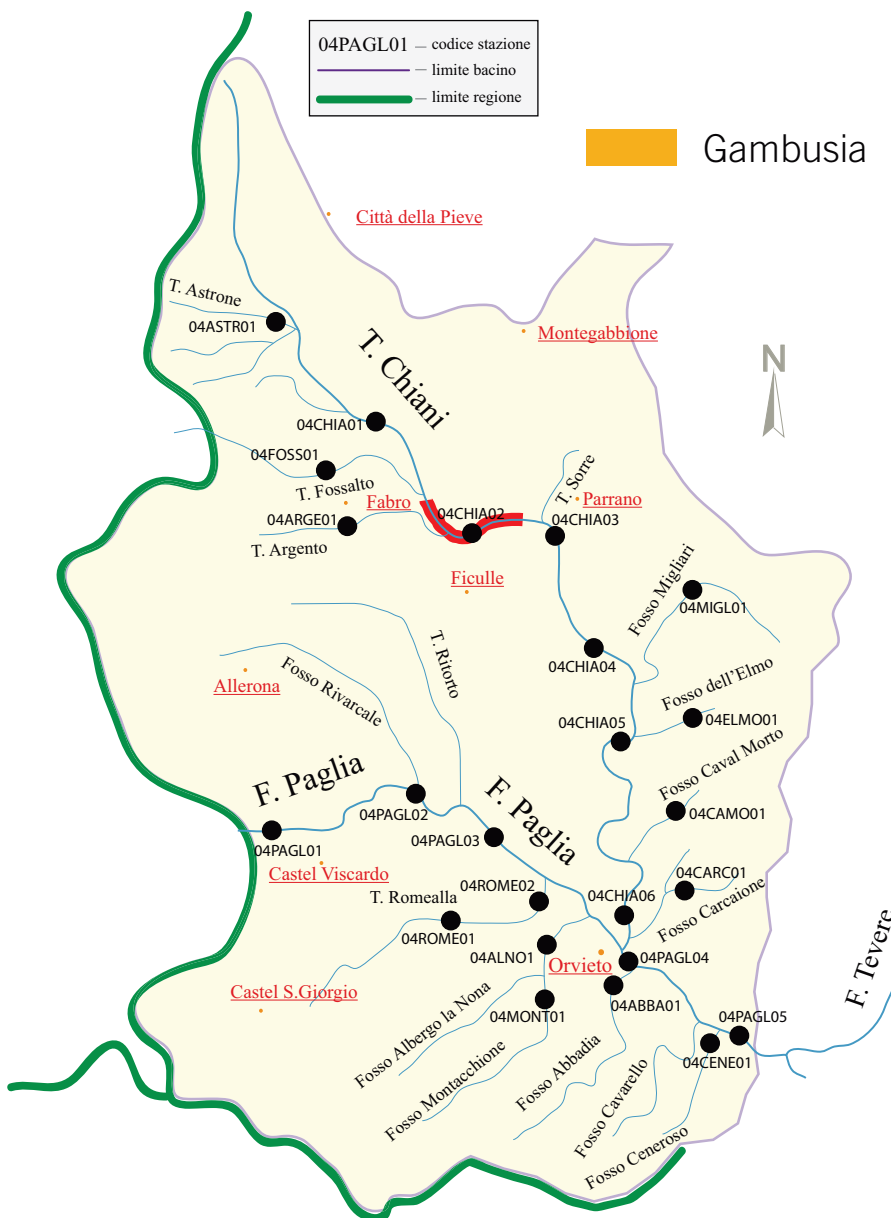 04PAGL01 — codice stazione
— limite bacino
— limite regione
Gambusia
Città della Pieve
T. Astrone
04ASTR01
Montegabbione
N
T. Chiani
04CHIA01
04FOSS01
T. Fossalto
Fabro
T. Sorre
Parrano
04ARGE01
04CHIA02
04CHIA03
T. Argento
Ficulle
Fosso Migliari
04MIGL01
T. Ritorto
04CHIA04
Allerona
Fosso Rivarcale
Fosso dell'Elmo
04CHIA05
04ELMO01
Fosso Caval Morto
F. Paglia
F. Paglia
04PAGL02
04CAMO01
04PAGL01
04PAGL03
Castel Viscardo
04CARC01
T. Romealla
04ROME02
04CHIA06
Fosso Carcaione
04ROME01
04ALNO1
Orvieto
04PAGL04
F. Tevere
Castel S.Giorgio
04MONT01
04ABBA01
04PAGL05
Fosso Albergo la Nona
04CENE01
Fosso Montacchione
Fosso Abbadia
Fosso Cavarello
Fosso Ceneroso